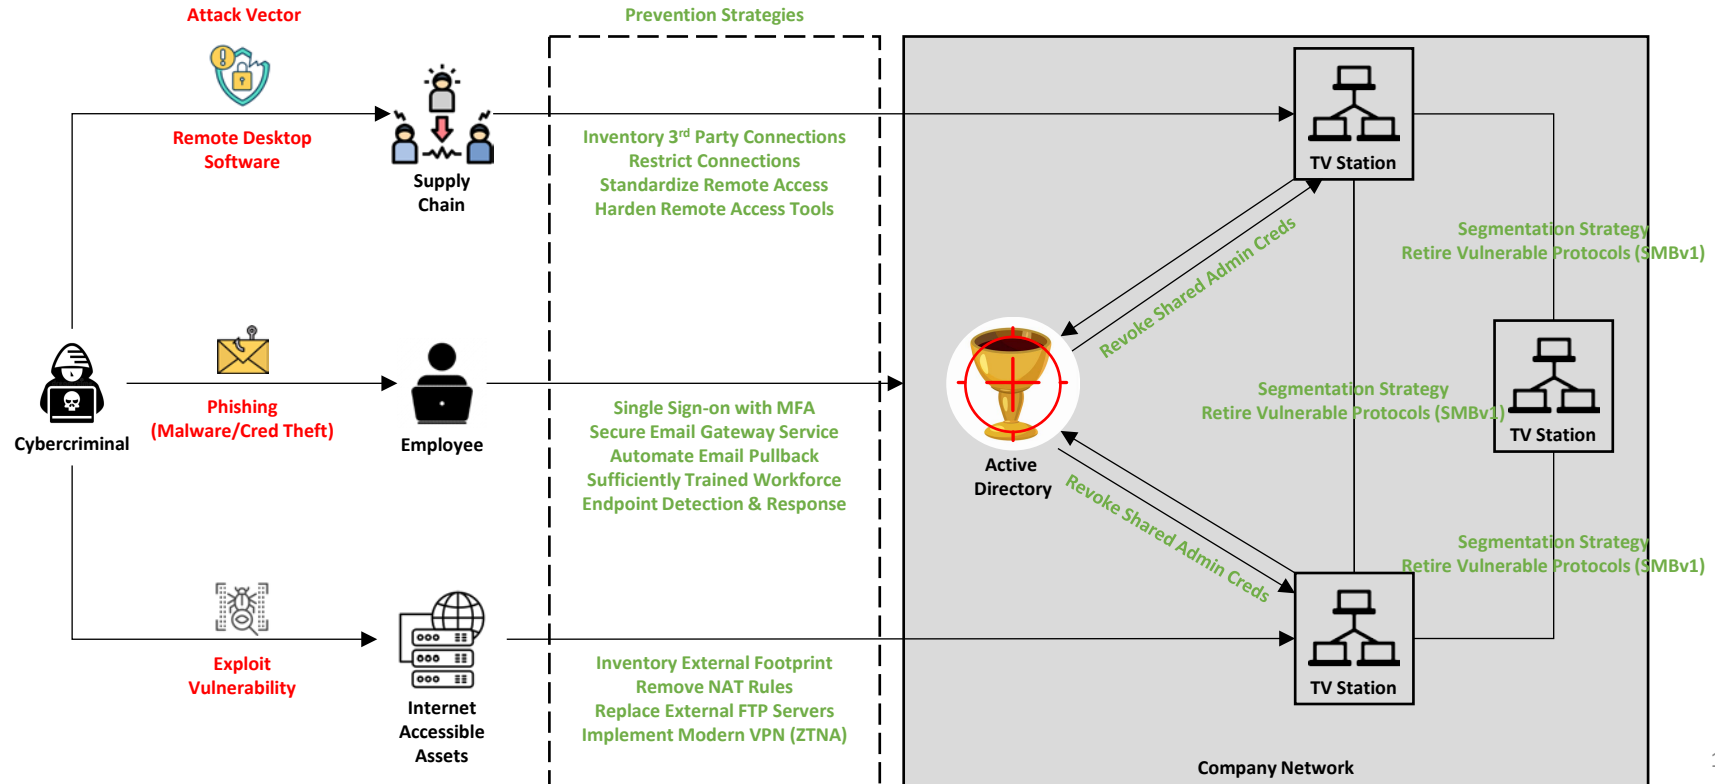 Attack Vector
Prevention Strategies
Remote Desktop
Software
Supply
Chain
Inventory 3rd Party Connections
Restrict Connections
Standardize Remote Access
Harden Remote Access Tools
TV Station
Segmentation Strategy
Retire Vulnerable Protocols (SMBv1)
Revoke Shared Admin Creds
Cybercriminal
Phishing
(Malware/Cred Theft)
Employee
Single Sign-on with MFA
Secure Email Gateway Service
Automate Email Pullback
Sufficiently Trained Workforce
Endpoint Detection & Response
Active
Directory
Segmentation Strategy
Retire Vulnerable Protocols (SMBv1)
TV Station
Revoke Shared Admin Creds
Segmentation Strategy
Retire Vulnerable Protocols (SMBv1)
Exploit
Vulnerability
Internet
Accessible
Assets
Inventory External Footprint
Remove NAT Rules
Replace External FTP Servers
Implement Modern VPN (ZTNA)
TV Station
Company Network